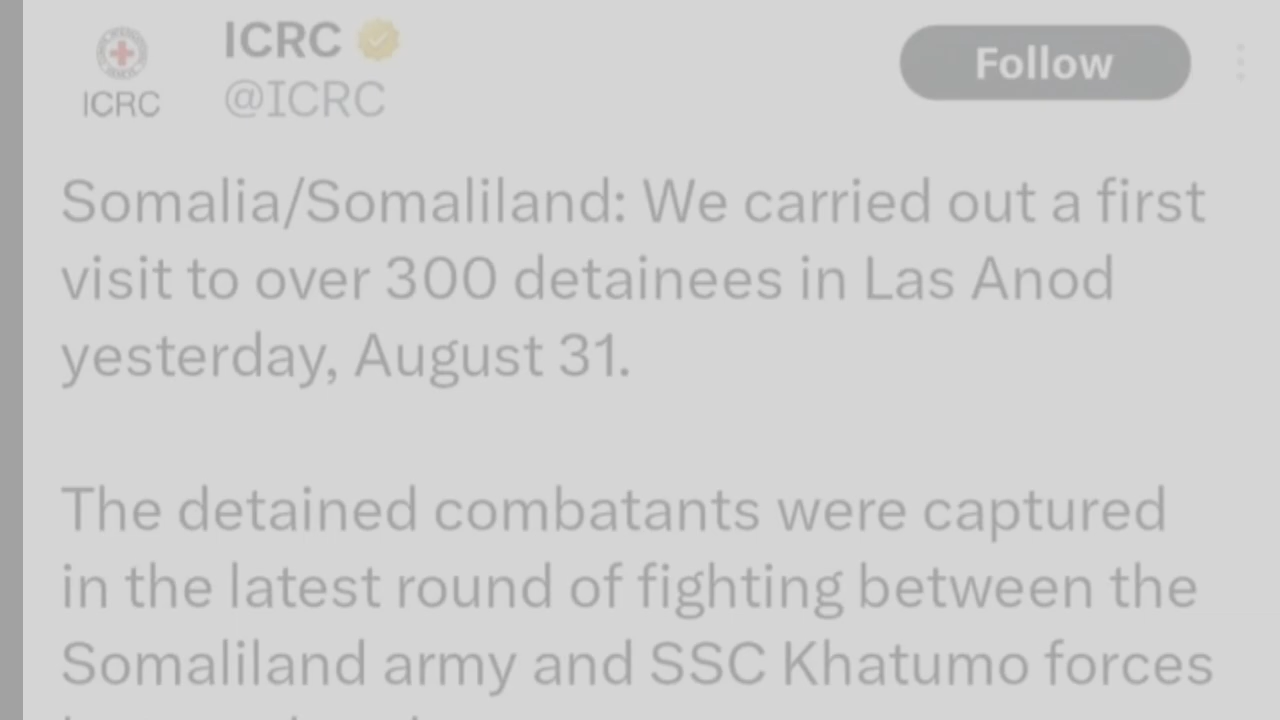 ICRC
@ICRC
ICRC
Follow
Somalia/Somaliland: We carried out a first
visit to over 300 detainees in Las Anod
yesterday, August 31.
The detained combatants were captured
in the latest round of fighting between the
Somaliland army and SSC Khatumo forces